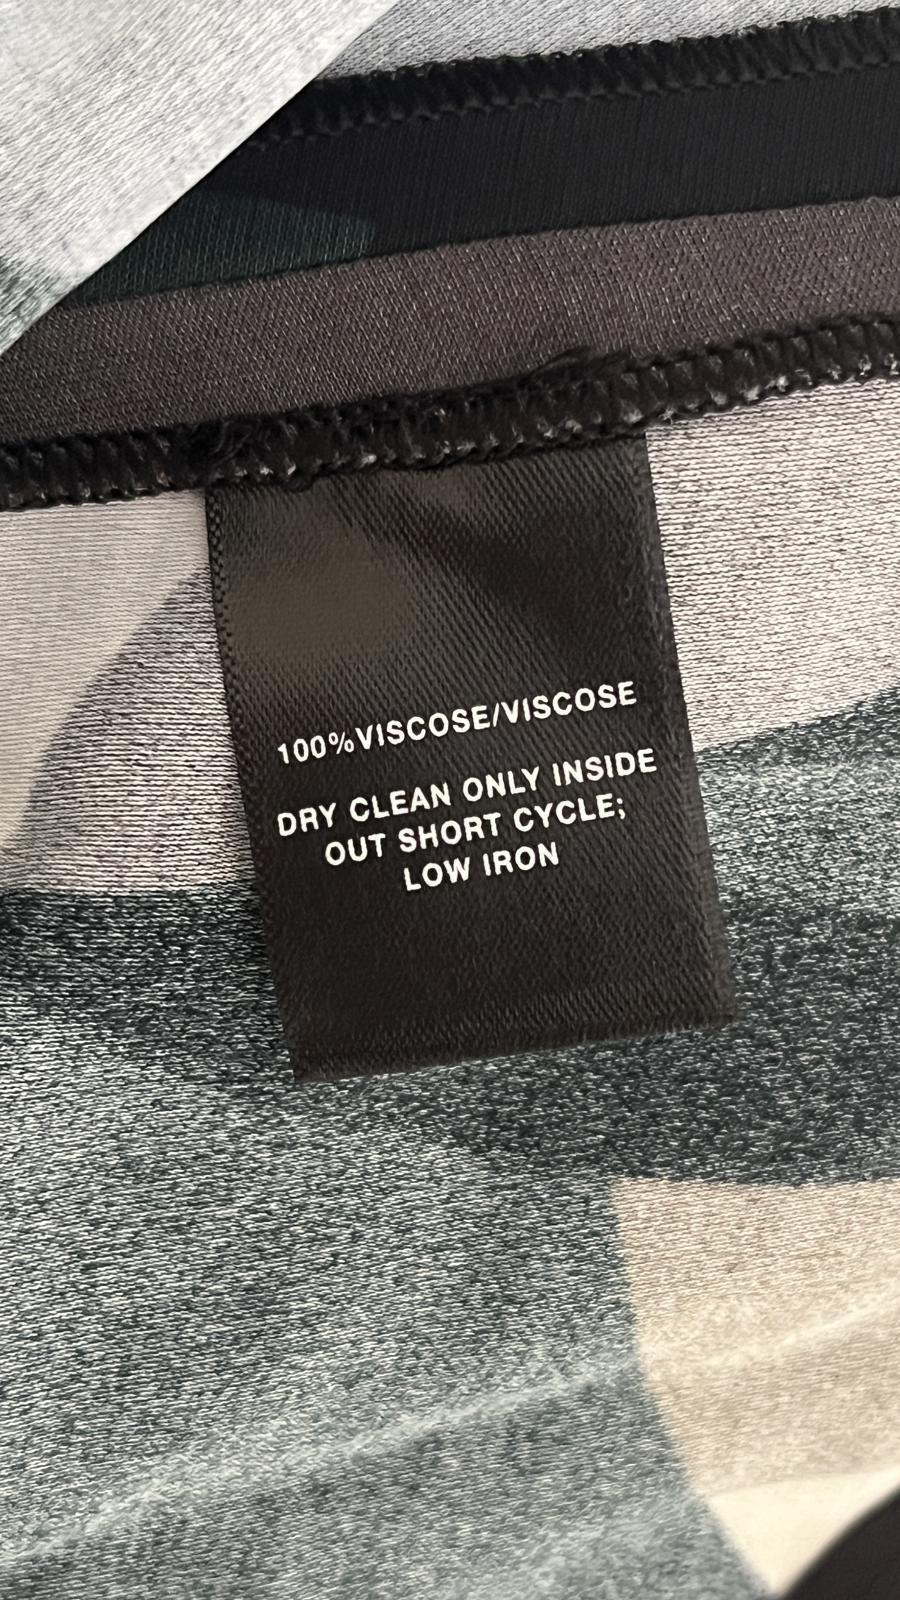 100%VISCOSE/VISCOSE
DRY CLEAN ONLY INSIDE
OUT SHORT CYCLE;
LOW IRON